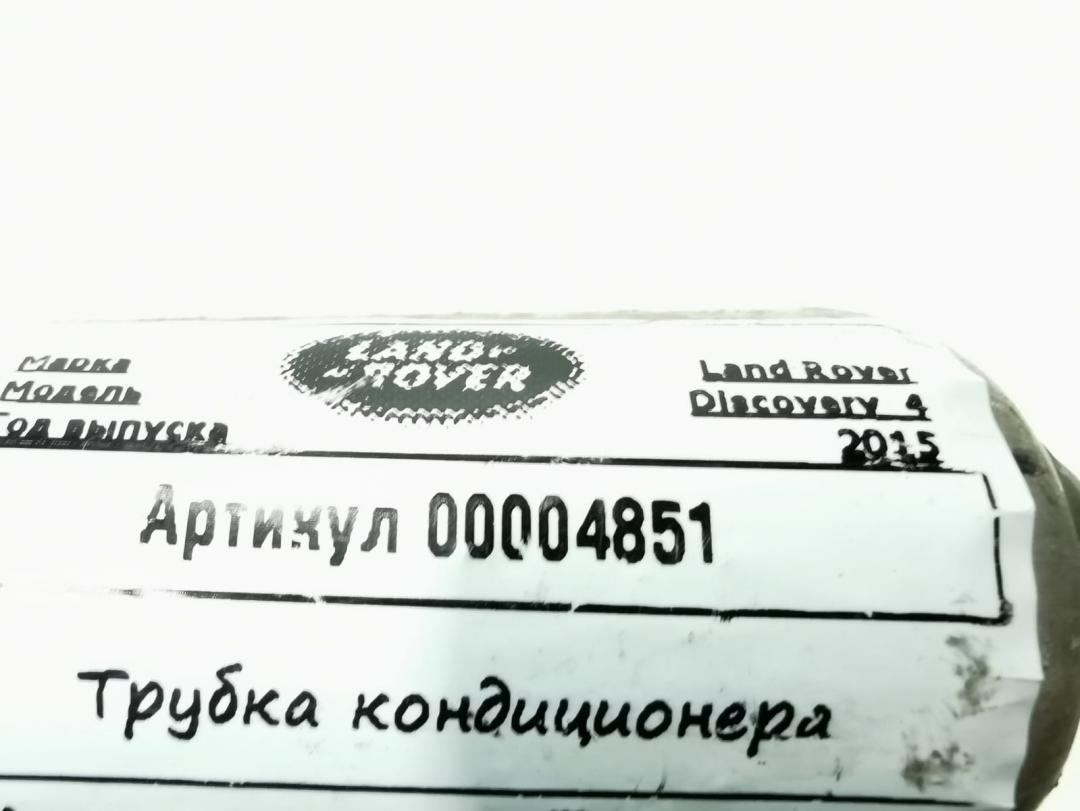 Марка
LAND
ROVER
Land Rover
Модель
Discovery 4
Год выпуска
2015
Артикул 00004851
Трубка кондиционера